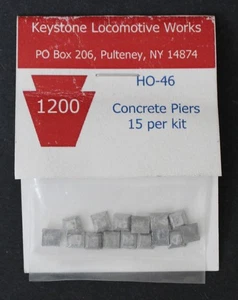 Keystone Locomotive Works
PO Box 206, Pulteney, NY 14874
HO-46
1200
Concrete Piers
15 per kit